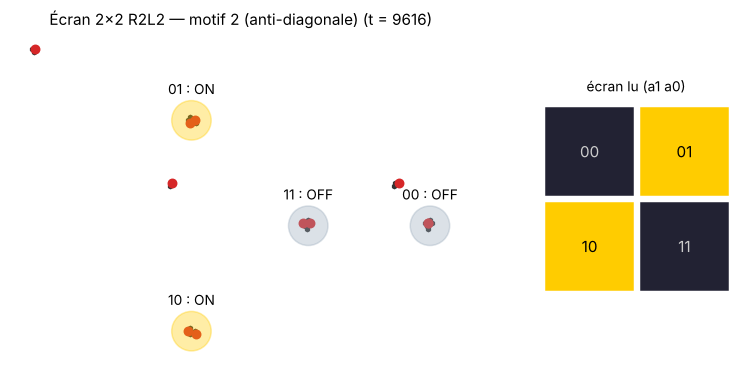 Écran 2×2 R2L2 — motif 2 (anti-diagonale) (t = 9616)
01 : ON
11 : OFF
00 : OFF
10 : ON
écran lu (a1 a0)
00
01
10
11